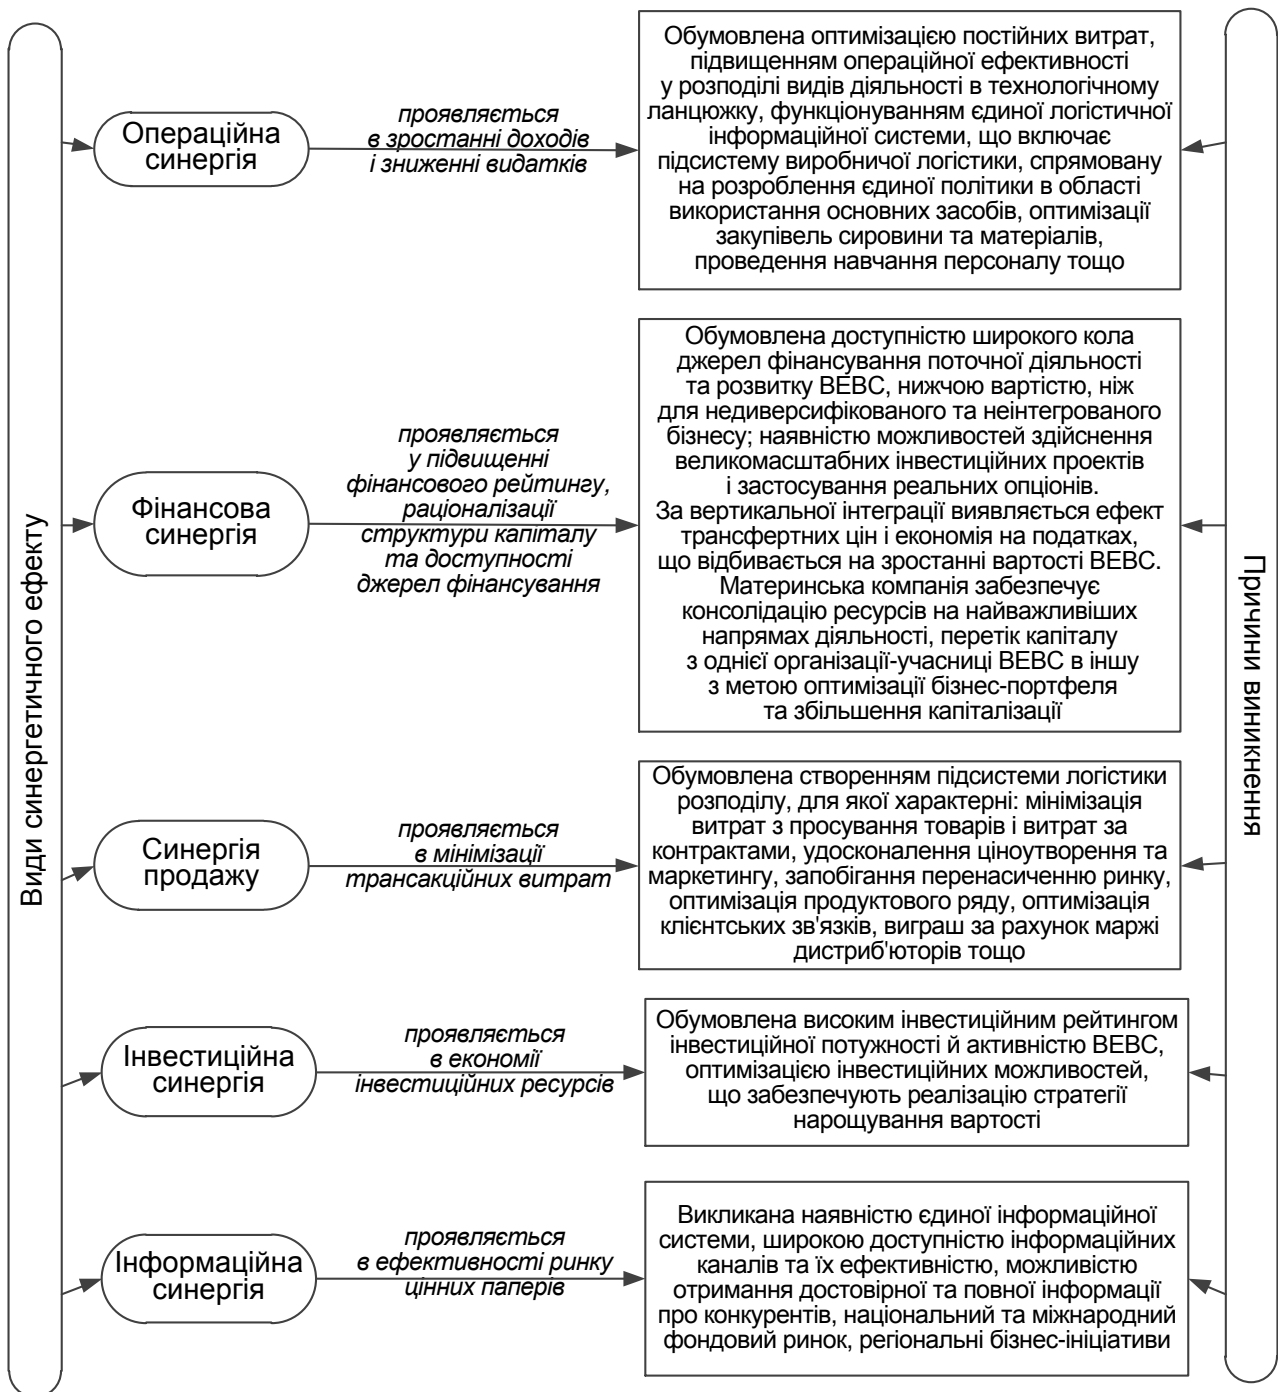 Види синергетичного ефекту
Операційна
синергія
проявляється
в зростанні доходів
і зниженні видатків
Обумовлена оптимізацією постійних витрат,
підвищенням операційної ефективності
у розподілі видів діяльності в технологічному
ланцюжку, функціонуванням єдиної логістичної
інформаційної системи, що включає
підсистему виробничої логістики, спрямовану
на розроблення єдиної політики в області
використання основних засобів, оптимізації
закупівель сировини та матеріалів,
проведення навчання персоналу тощо
Фінансова
синергія
проявляється
у підвищенні
фінансового рейтингу,
раціоналізації
структури капіталу
та доступності
джерел фінансування
Обумовлена доступністю широкого кола
джерел фінансування поточної діяльності
та розвитку ВЕВС, нижчою вартістю, ніж
для недиверсифікованого та неінтегрованого
бізнесу; наявністю можливостей здійснення
великомасштабних інвестиційних проектів
і застосування реальних опціонів.
За вертикальної інтеграції виявляється ефект
трансфертних цін і економія на податках,
що відбивається на зростанні вартості ВЕВС.
Материнська компанія забезпечує
консолідацію ресурсів на найважливіших
напрямах діяльності, перетік капіталу
з однієї організації-учасниці ВЕВС в іншу
з метою оптимізації бізнес-портфеля
та збільшення капіталізації
Синергія
продажу
проявляється
в мінімізації
трансакційних витрат
Обумовлена створенням підсистеми логістики
розподілу, для якої характерні: мінімізація
витрат з просування товарів і витрат за
контрактами, удосконалення ціноутворення та
маркетингу, запобігання перенасиченню ринку,
оптимізація продуктового ряду, оптимізація
клієнтських зв'язків, виграш за рахунок маржі
дистриб'юторів тощо
Інвестиційна
синергія
проявляється
в економії
інвестиційних ресурсів
Обумовлена високим інвестиційним рейтингом
інвестиційної потужності й активністю ВЕВС,
оптимізацією інвестиційних можливостей,
що забезпечують реалізацію стратегії
нарощування вартості
Інформаційна
синергія
проявляється
в ефективності ринку
цінних паперів
Викликана наявністю єдиної інформаційної
системи, широкою доступністю інформаційних
каналів та їх ефективністю, можливістю
отримання достовірної та повної інформації
про конкурентів, національний та міжнародний
фондовий ринок, регіональні бізнес-ініціативи
Причини виникнення